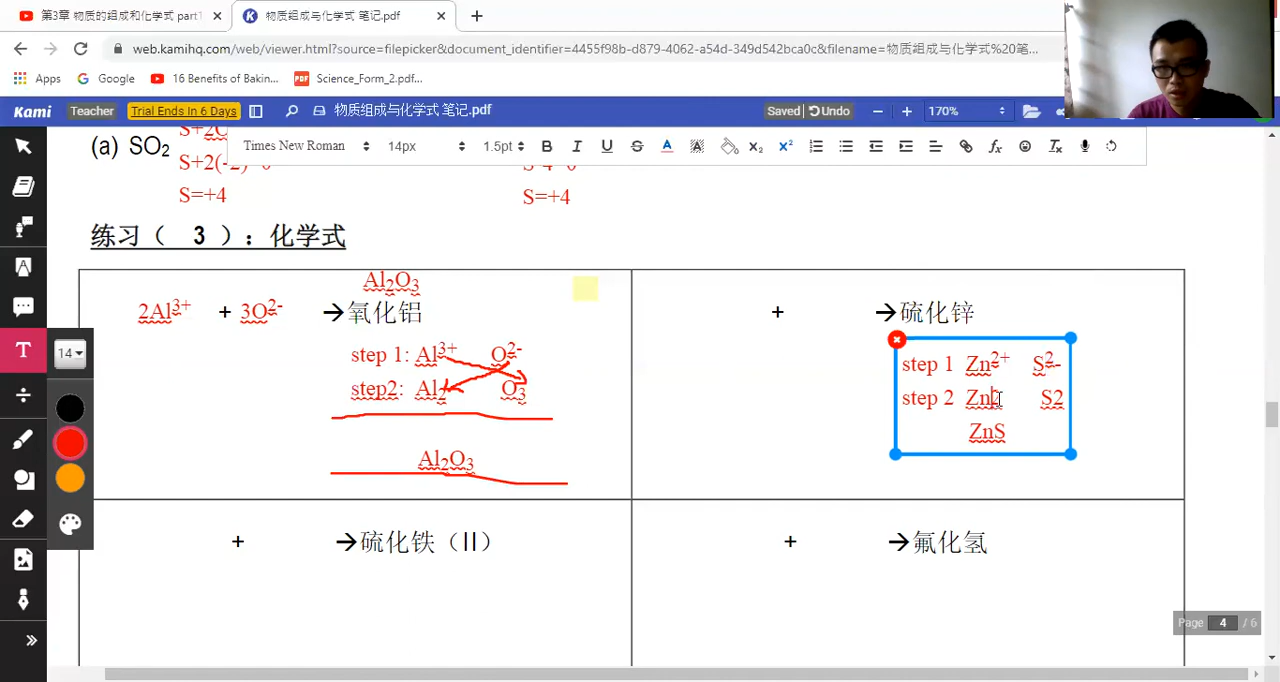 第3章 物质的组成和化学式 part1
物质组成与化学式 笔记.pdf
web.kamihq.com/web/viewer.html?source=filepicker&document_identifier=4455f98b-d879-4062-a54d-349d542bca0c&filename=物质组成与化学式%20笔...
Apps Google 16 Benefits of Bakin... Science_Form_2.pdf...
Kami Teacher Trial Ends In 6 Days 物质组成与化学式 笔记.pdf Saved Undo 170%
Times New Roman 14px 1.5pt B I U S A X₂ X²
(a) SO₂
S=+4 S=+4
练习( 3 ):化学式
Al₂O₃
2Al³⁺ + 3O²⁻ →氧化铝
step 1: Al³⁺ O²⁻
step2: Al₂ O₃
Al₂O₃
+ →硫化锌
step 1 Zn²⁺ S²⁻
step 2 Zn2 S2
ZnS
+ →硫化铁(II)
+ →氟化氢
14
Page 4 / 6